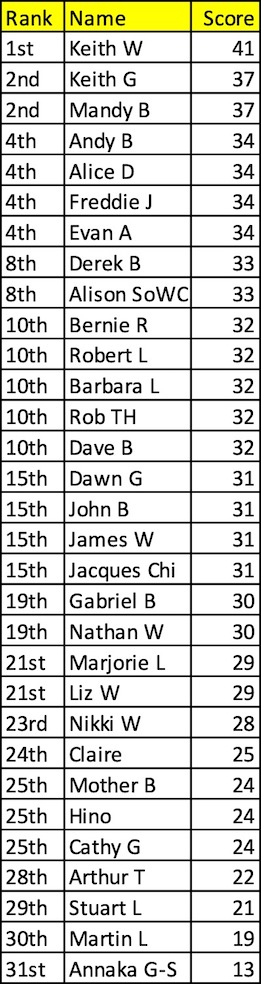 Rank Name Score
1st Keith W 41
2nd Keith G 37
2nd Mandy B 37
4th Andy B 34
4th Alice D 34
4th Freddie J 34
4th Evan A 34
8th Derek B 33
8th Alison SoWC 33
10th Bernie R 32
10th Robert L 32
10th Barbara L 32
10th Rob TH 32
10th Dave B 32
15th Dawn G 31
15th John B 31
15th James W 31
15th Jacques Chi 31
19th Gabriel B 30
19th Nathan W 30
21st Marjorie L 29
21st Liz W 29
23rd Nikki W 28
24th Claire 25
25th Mother B 24
25th Hino 24
25th Cathy G 24
28th Arthur T 22
29th Stuart L 21
30th Martin L 19
31st Annaka G-S 13